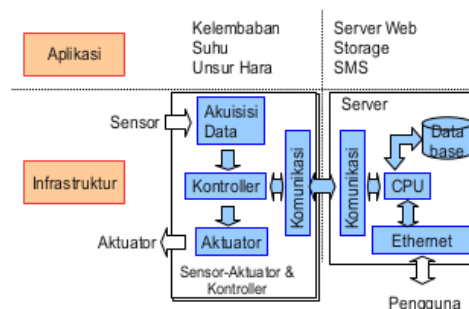 Aplikasi
Kelembaban
Suhu
Unsur Hara
Server Web
Storage
SMS
Infrastruktur
Sensor
Akuisisi
Data
Kontroller
Aktuator
Aktuator
Komunikasi
Sensor-Aktuator &
Kontroller
Server
Komunikasi
Data
base
CPU
Ethernet
Pengguna